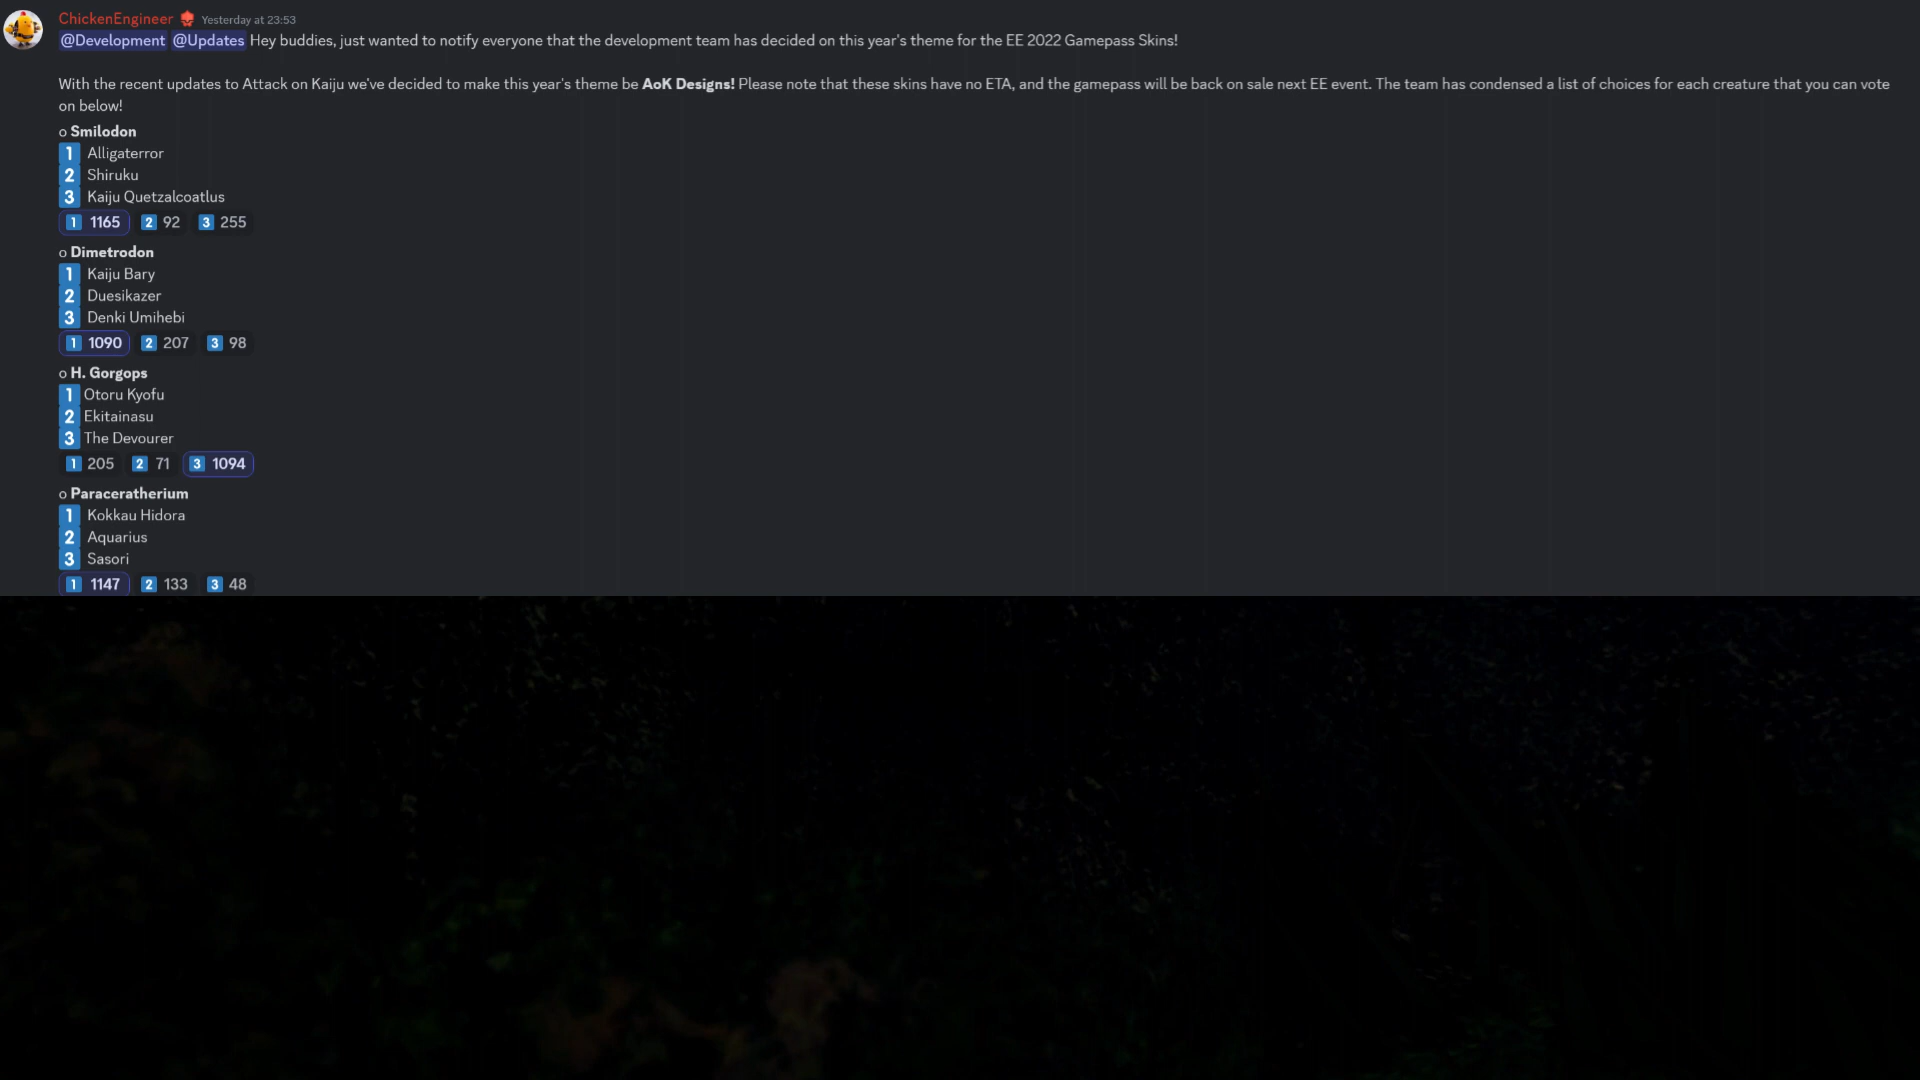 ChickenEngineer Yesterday at 23:53
@Development @Updates Hey buddies, just wanted to notify everyone that the development team has decided on this year's theme for the EE 2022 Gamepass Skins!
With the recent updates to Attack on Kaiju we've decided to make this year's theme be AoK Designs! Please note that these skins have no ETA, and the gamepass will be back on sale next EE event. The team has condensed a list of choices for each creature that you can vote
on below!
o Smilodon
1 Alligaterror
2 Shiruku
3 Kaiju Quetzalcoatlus
1 1165 2 92 3 255
o Dimetrodon
1 Kaiju Bary
2 Duesikazer
3 Denki Umihebi
1 1090 2 207 3 98
o H. Gorgops
1 Otoru Kyofu
2 Ekitainasu
3 The Devourer
1 205 2 71 3 1094
o Paraceratherium
1 Kokkau Hidora
2 Aquarius
3 Sasori
1 1147 2 133 3 48